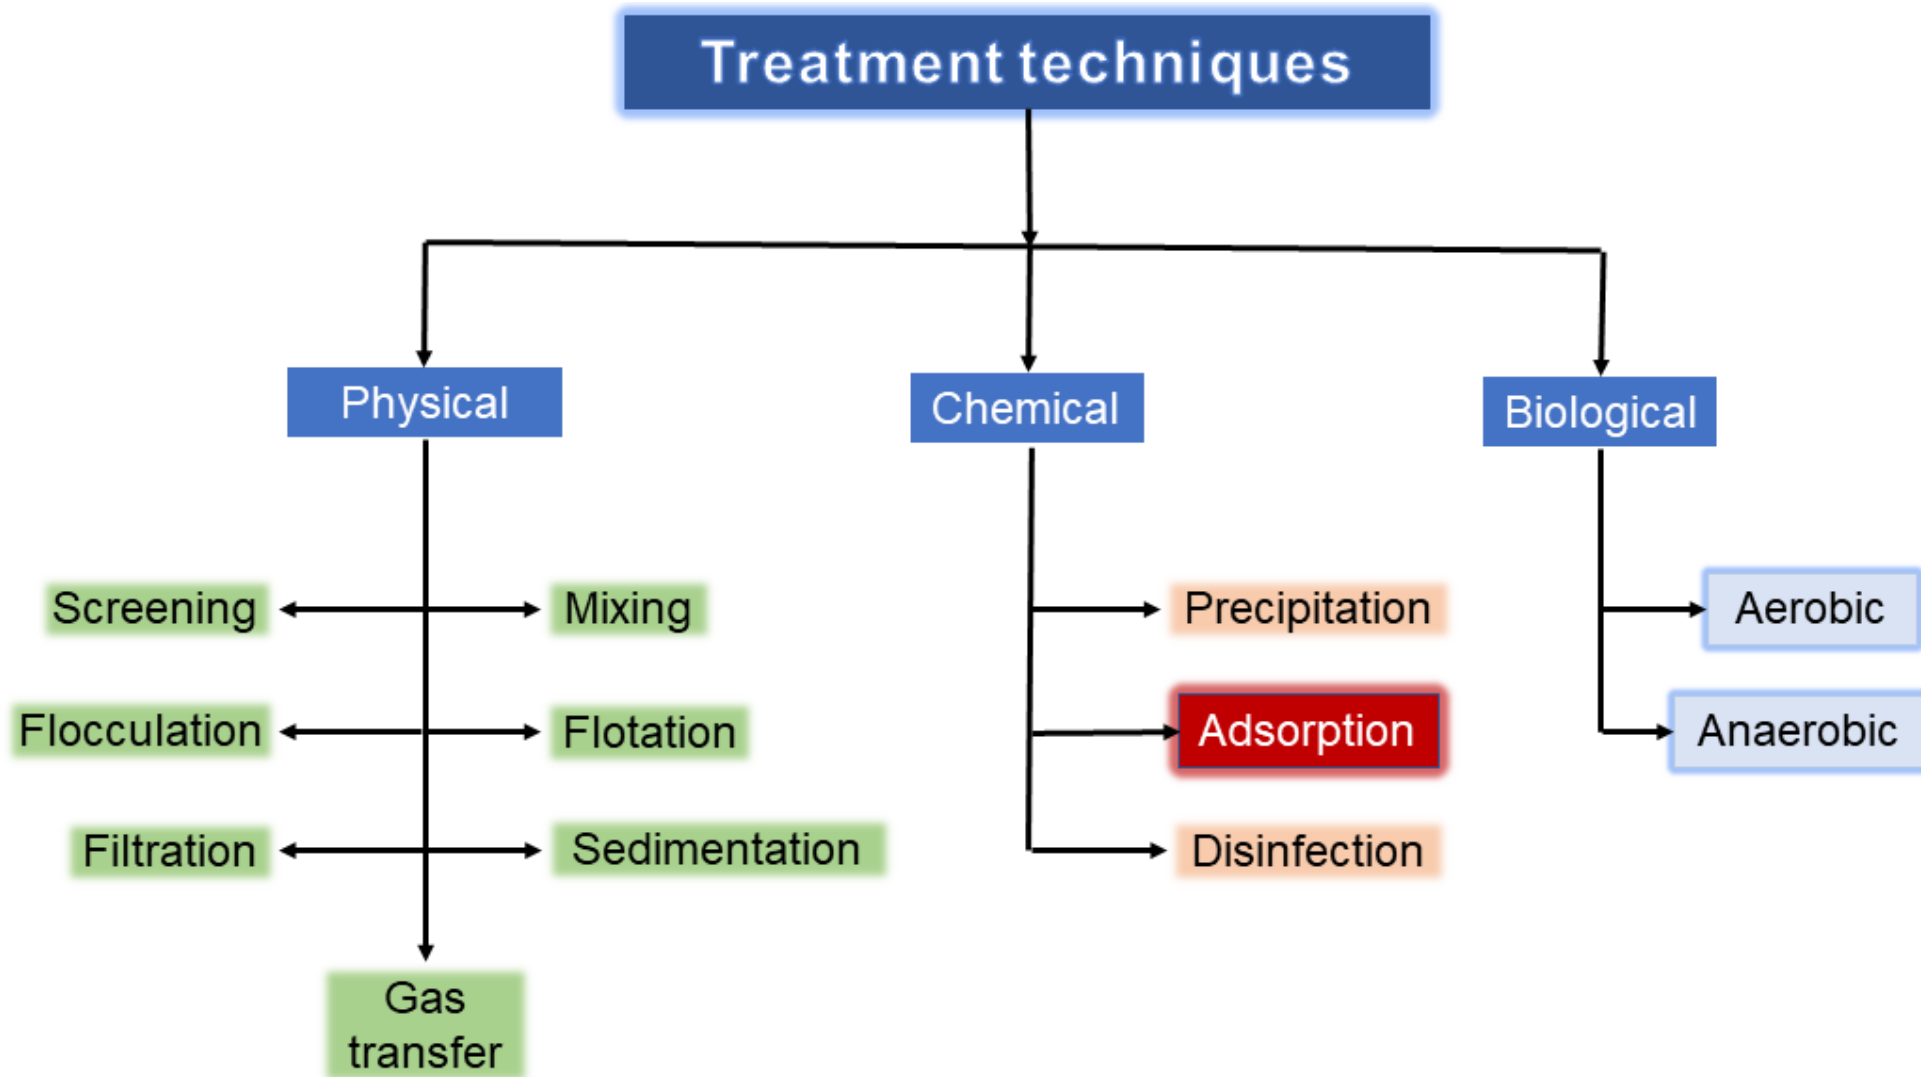 Treatment techniques
Physical
Chemical
Biological
Screening
Mixing
Precipitation
Aerobic
Flocculation
Flotation
Adsorption
Anaerobic
Filtration
Sedimentation
Disinfection
Gas
transfer